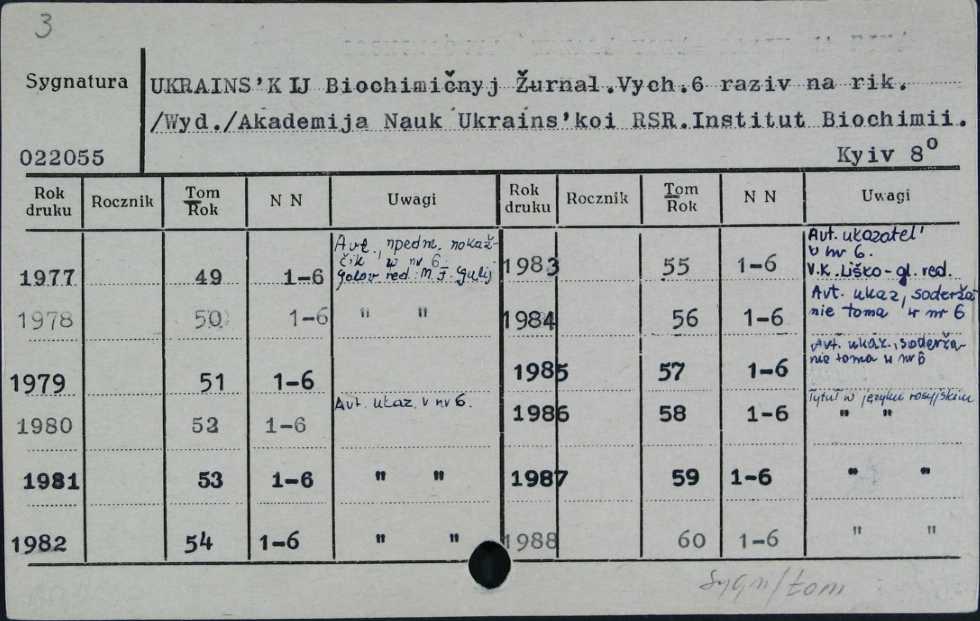 3
Sygnatura
UKRAINS'KIJ Biochimičnyj Žurnał.Vych.6 raziv na rik.
/Wyd./Akademija Nauk Ukrains'koi RSR.Institut Biochimii.
022055 Kyiv 8°
Rok druku Rocznik Tom Rok N N Uwagi Rok druku Rocznik Tom Rok N N Uwagi
1977 49 1-6 Avt., npedm. nokaž-
čik w nr 6.
golov red: M. F. Gulij
1983 55 1-6 Avt. ukazatel'
v nr 6.
V.K. Liško - gl. red.
1978 50 1-6 " "
1984 56 1-6 Avt. ukaz, soderža-
nie toma w nr 6
1979 51 1-6
1985 57 1-6 Avt. ukaz., soderža-
nie toma w nr 6
1980 52 1-6 Avt. ukaz. v nr 6.
1986 58 1-6 Tytuł w języku rosyjskim
" "
1981 53 1-6 " "
1987 59 1-6 " "
1982 54 1-6 " "
1988 60 1-6 " "
sygn/tom